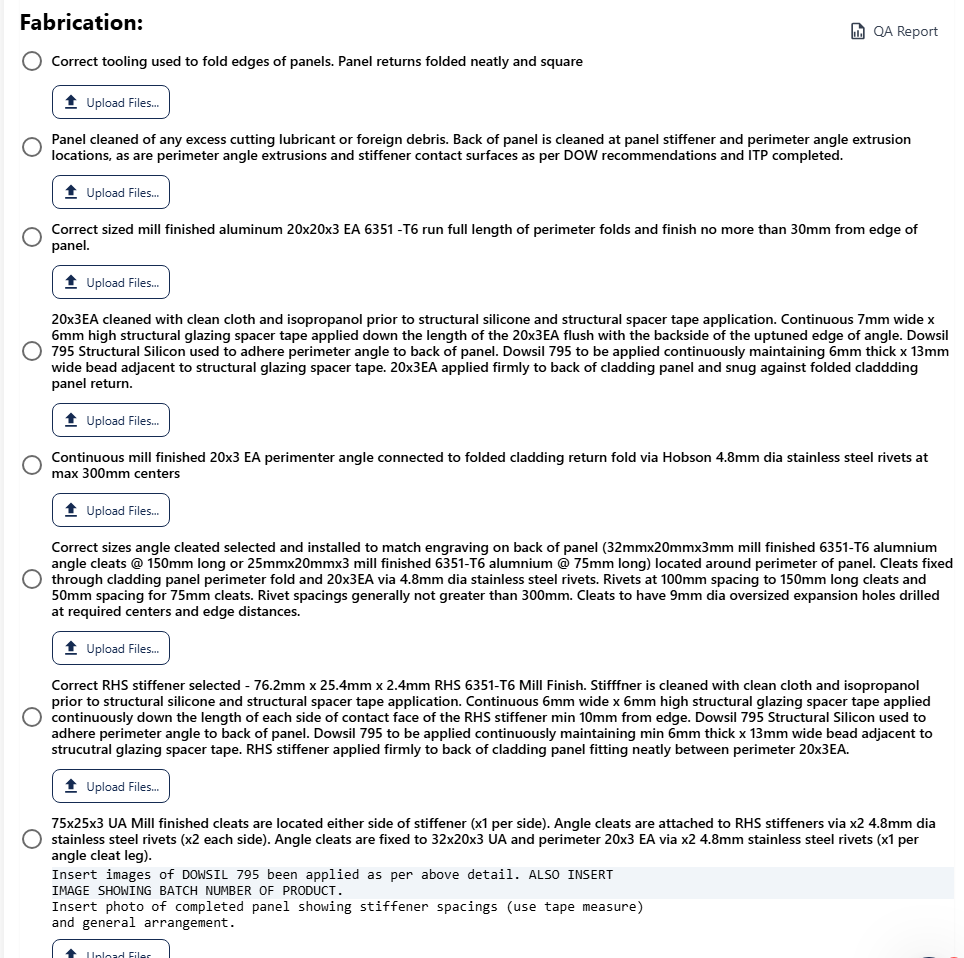 Fabrication:
QA Report
Correct tooling used to fold edges of panels. Panel returns folded neatly and square
Upload Files...
Panel cleaned of any excess cutting lubricant or foreign debris. Back of panel is cleaned at panel stiffener and perimeter angle extrusion
locations, as are perimeter angle extrusions and stiffener contact surfaces as per DOW recommendations and ITP completed.
Upload Files...
Correct sized mill finished aluminum 20x20x3 EA 6351 -T6 run full length of perimeter folds and finish no more than 30mm from edge of
panel.
Upload Files...
20x3EA cleaned with clean cloth and isopropanol prior to structural silicone and structural spacer tape application. Continuous 7mm wide x
6mm high structural glazing spacer tape applied down the length of the 20x3EA flush with the backside of the uptuned edge of angle. Dowsil
795 Structural Silicon used to adhere perimeter angle to back of panel. Dowsil 795 to be applied continuously maintaining 6mm thick x 13mm
wide bead adjacent to structural glazing spacer tape. 20x3EA applied firmly to back of cladding panel and snug against folded claddding
panel return.
Upload Files...
Continuous mill finished 20x3 EA perimenter angle connected to folded cladding return fold via Hobson 4.8mm dia stainless steel rivets at
max 300mm centers
Upload Files...
Correct sizes angle cleated selected and installed to match engraving on back of panel (32mmx20mmx3mm mill finished 6351-T6 alumnium
angle cleats @ 150mm long or 25mmx20mmx3 mill finished 6351-T6 alumnium @ 75mm long) located around perimeter of panel. Cleats fixed
through cladding panel perimeter fold and 20x3EA via 4.8mm dia stainless steel rivets. Rivets at 100mm spacing to 150mm long cleats and
50mm spacing for 75mm cleats. Rivet spacings generally not greater than 300mm. Cleats to have 9mm dia oversized expansion holes drilled
at required centers and edge distances.
Upload Files...
Correct RHS stiffener selected - 76.2mm x 25.4mm x 2.4mm RHS 6351-T6 Mill Finish. Stifffner is cleaned with clean cloth and isopropanol
prior to structural silicone and structural spacer tape application. Continuous 6mm wide x 6mm high structural glazing spacer tape applied
continuously down the length of each side of contact face of the RHS stiffener min 10mm from edge. Dowsil 795 Structural Silicon used to
adhere perimeter angle to back of panel. Dowsil 795 to be applied continuously maintaining min 6mm thick x 13mm wide bead adjacent to
strucutral glazing spacer tape. RHS stiffener applied firmly to back of cladding panel fitting neatly between perimeter 20x3EA.
Upload Files...
75x25x3 UA Mill finished cleats are located either side of stiffener (x1 per side). Angle cleats are attached to RHS stiffeners via x2 4.8mm dia
stainless steel rivets (x2 each side). Angle cleats are fixed to 32x20x3 UA and perimeter 20x3 EA via x2 4.8mm stainless steel rivets (x1 per
angle cleat leg).
Insert images of DOWSIL 795 been applied as per above detail. ALSO INSERT
IMAGE SHOWING BATCH NUMBER OF PRODUCT.
Insert photo of completed panel showing stiffener spacings (use tape measure)
and general arrangement.
Upload Files...